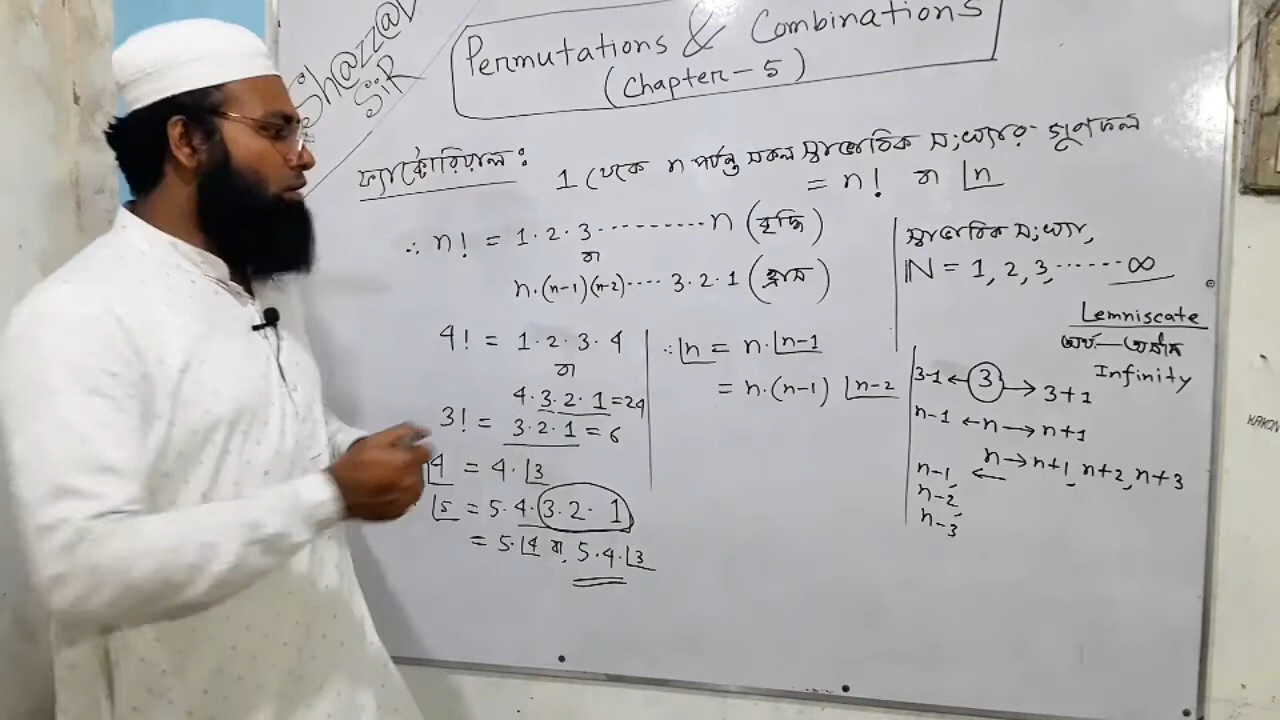 Sh@zz@d
SiR
Permutations & Combinations
(Chapter-5)
ফ্যাক্টোরিয়াল:
1 থেকে n পর্যন্ত সকল স্বাভাবিক সংখ্যার গুণফল
= n! বা ⌊n
∴ n! = 1·2·3·········n (বৃদ্ধি)
বা
n·(n-1)(n-2)···· 3·2·1 (হ্রাস)
4! = 1·2·3·4
বা
4·3·2·1=24
3! = 3·2·1 = 6
⌊4 = 4·⌊3
⌊5 = 5·4·3·2·1
= 5·⌊4 বা, 5·4·⌊3
∴ ⌊n = n·⌊n-1
= n·(n-1) ⌊n-2
স্বাভাবিক সংখ্যা,
N = 1, 2, 3,······∞
Lemniscate
Infinity
3-1 ← 3 → 3+1
n-1 ← n → n+1
n → n+1, n+2, n+3
n-1, ←
n-2,
n-3